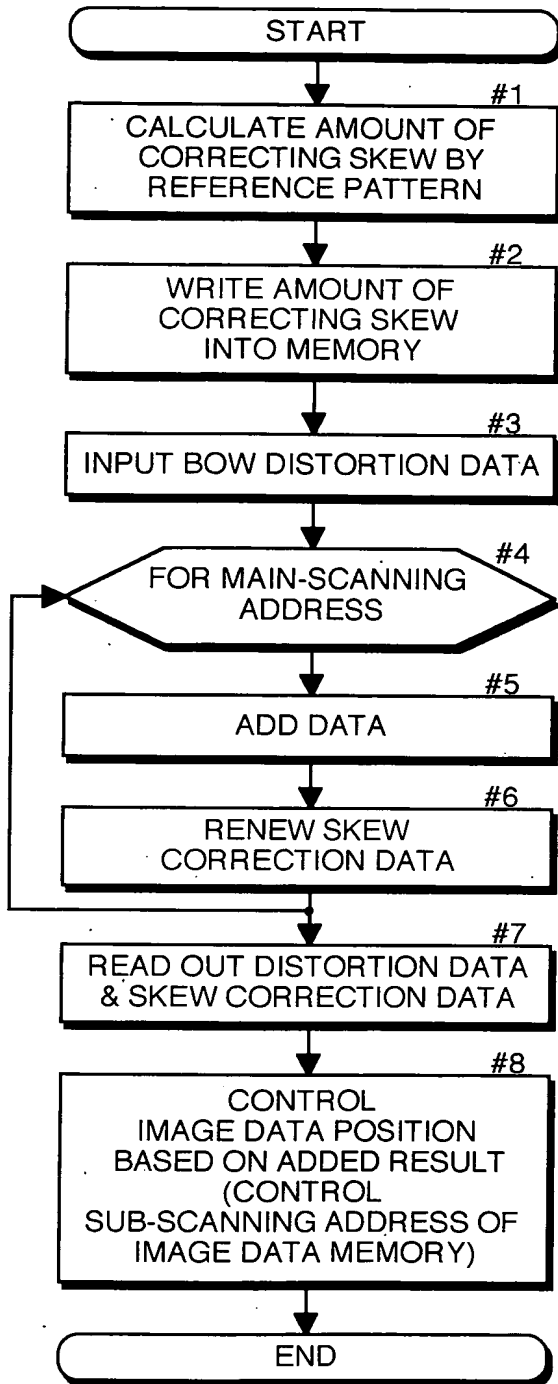 START
#1
CALCULATE AMOUNT OF
CORRECTING SKEW BY
REFERENCE PATTERN
#2
WRITE AMOUNT OF
CORRECTING SKEW
INTO MEMORY
#3
INPUT BOW DISTORTION DATA
#4
FOR MAIN-SCANNING
ADDRESS
#5
ADD DATA
#6
RENEW SKEW
CORRECTION DATA
#7
READ OUT DISTORTION DATA
& SKEW CORRECTION DATA
#8
CONTROL
IMAGE DATA POSITION
BASED ON ADDED RESULT
(CONTROL
SUB-SCANNING ADDRESS OF
IMAGE DATA MEMORY)
END